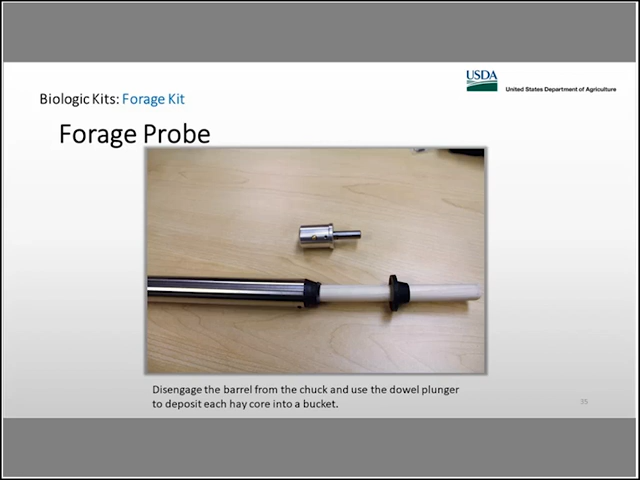 USDA
United States Department of Agriculture
Biologic Kits: Forage Kit
Forage Probe
Disengage the barrel from the chuck and use the dowel plunger
to deposit each hay core into a bucket.
35